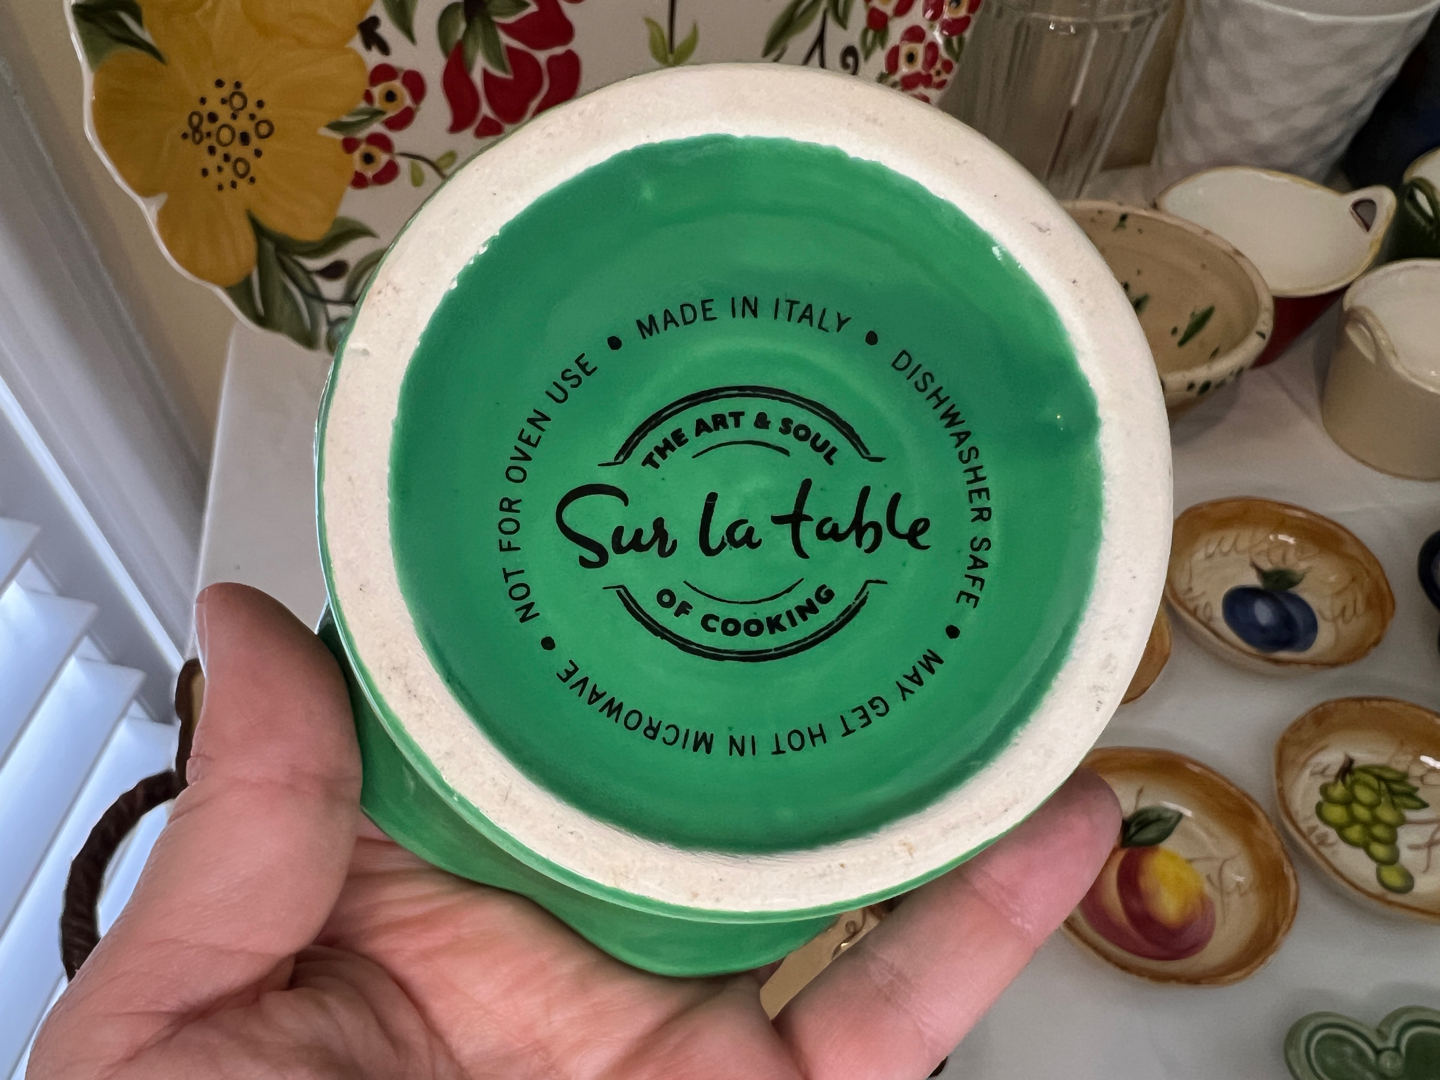 MADE IN ITALY • DISHWASHER SAFE • MAY GET HOT IN MICROWAVE • NOT FOR OVEN USE •
THE ART & SOUL
Sur la table
OF COOKING